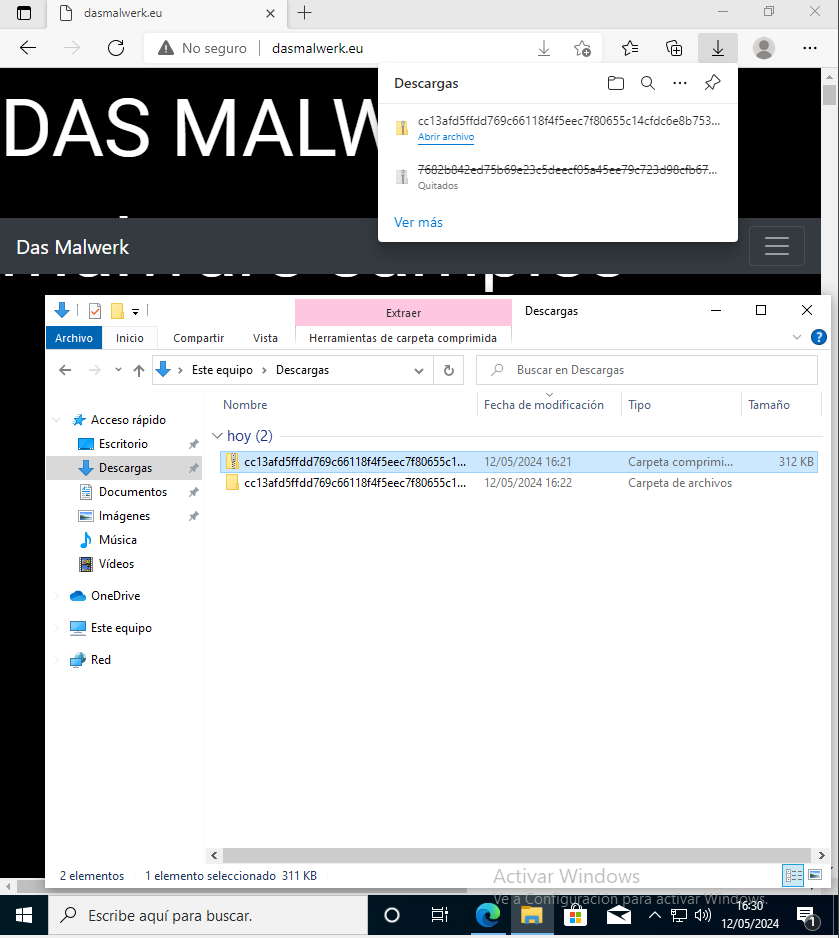 dasmalwerk.eu
No seguro
dasmalwerk.eu
DAS MALW
Descargas
cc13afd5ffdd769c66118f4f5eec7f80655c14cfdc6e8b753...
Abrir archivo
7682b842ed75b69e23c5deecf05a45ee79c723d98cfb67...
Quitados
Ver más
Das Malwerk
malware samples
Extraer
Descargas
Archivo
Inicio
Compartir
Vista
Herramientas de carpeta comprimida
Este equipo
Descargas
Buscar en Descargas
Nombre
Fecha de modificación
Tipo
Tamaño
hoy (2)
cc13afd5ffdd769c66118f4f5eec7f80655c1... 12/05/2024 16:21 Carpeta comprimi... 312 KB
cc13afd5ffdd769c66118f4f5eec7f80655c1... 12/05/2024 16:22 Carpeta de archivos
Acceso rápido
Escritorio
Descargas
Documentos
Imágenes
Música
Vídeos
OneDrive
Este equipo
Red
2 elementos
1 elemento seleccionado 311 KB
Activar Windows
Ve a Configuración para activar Windows.
Escribe aquí para buscar.
16:30
12/05/2024
1